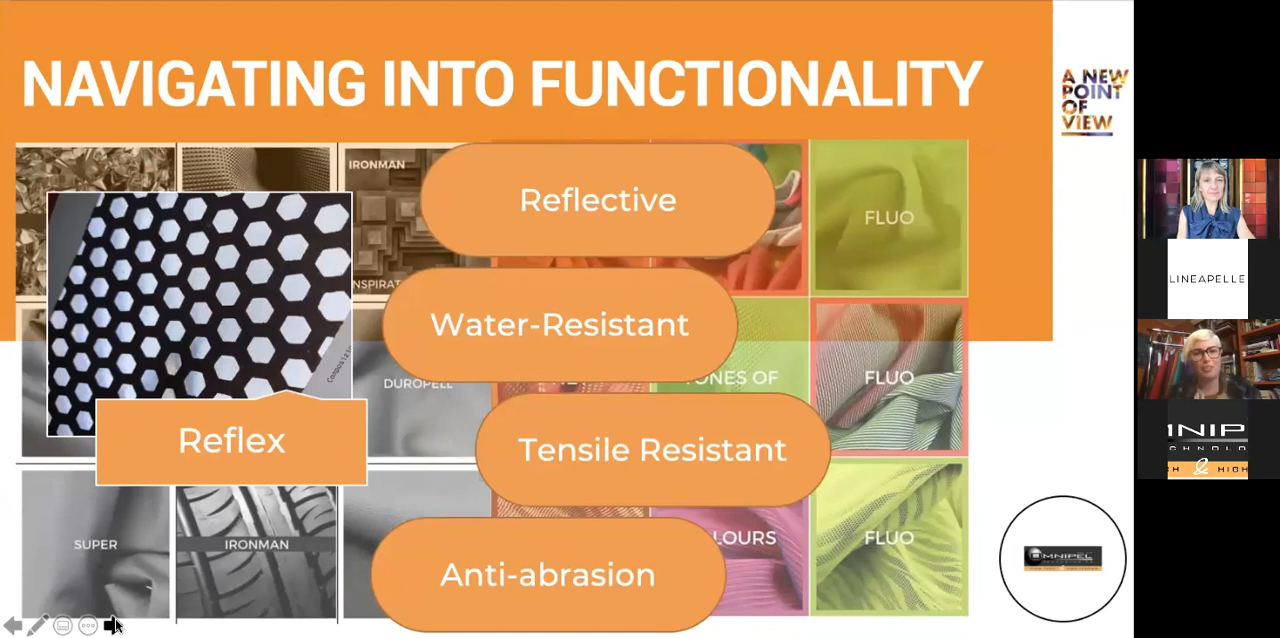 NAVIGATING INTO FUNCTIONALITY
A NEW
POINT
OF
VIEW
IRONMAN
Reflective
FLUO
LINEAPELLE
Water-Resistant
DUROPELL
FLUO
Reflex
Tensile Resistant
SUPER
IRONMAN
FLUO
Anti-abrasion
OMNIPEL